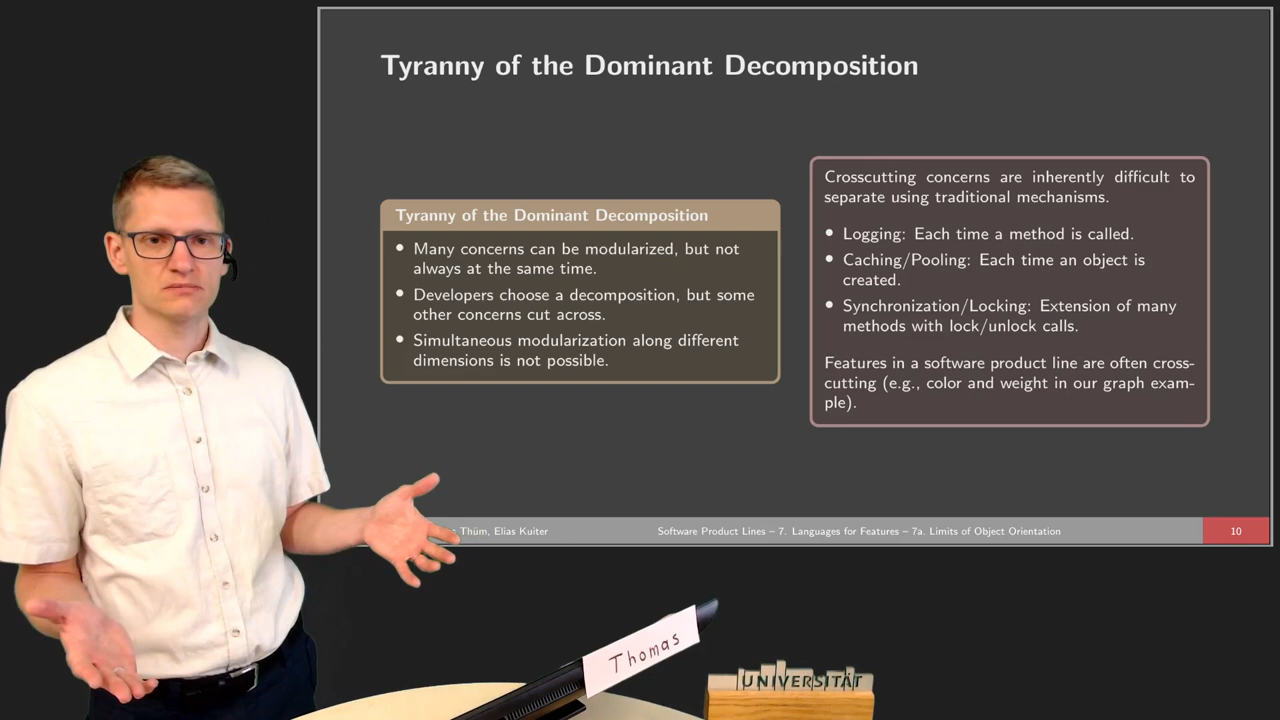 Tyranny of the Dominant Decomposition
Tyranny of the Dominant Decomposition
• Many concerns can be modularized, but not
always at the same time.
• Developers choose a decomposition, but some
other concerns cut across.
• Simultaneous modularization along different
dimensions is not possible.
Crosscutting concerns are inherently difficult to
separate using traditional mechanisms.
• Logging: Each time a method is called.
• Caching/Pooling: Each time an object is
created.
• Synchronization/Locking: Extension of many
methods with lock/unlock calls.
Features in a software product line are often cross-
cutting (e.g., color and weight in our graph exam-
ple).
Thüm, Elias Kuiter
Software Product Lines – 7. Languages for Features – 7a. Limits of Object Orientation
10
Thomas
UNIVERSITÄT